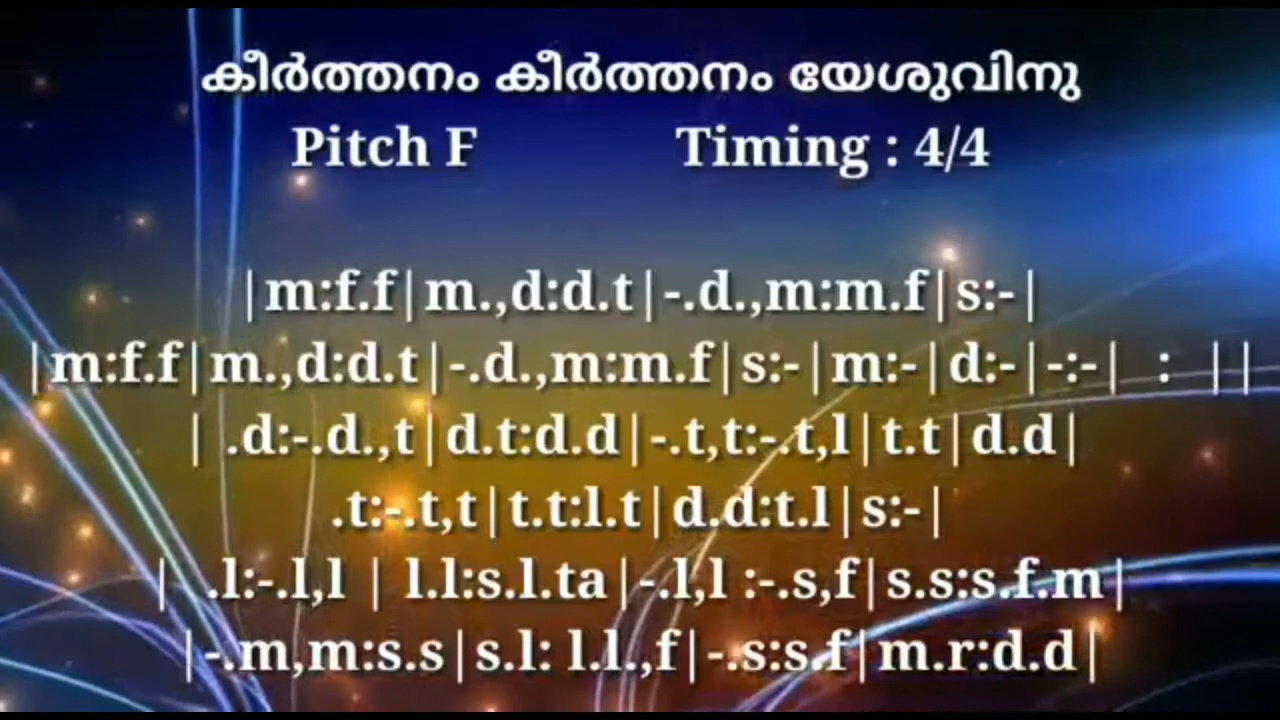 കീർത്തനം കീർത്തനം യേശുവിനു
Pitch F Timing : 4/4
|m:f.f|m.,d:d.t|-.d.,m:m.f|s:-|
|m:f.f|m.,d:d.t|-.d.,m:m.f|s:-|m:-|d:-|-:-| : ||
| .d:-.d.,t|d.t:d.d|-.t,t:-.t,l|t.t|d.d|
.t:-.t,t|t.t:l.t|d.d:t.l|s:-|
| .l:-.l,l | l.l:s.l.ta|-.l,l :-.s,f|s.s:s.f.m|
|-.m,m:s.s|s.l: l.l.,f|-.s:s.f|m.r:d.d|